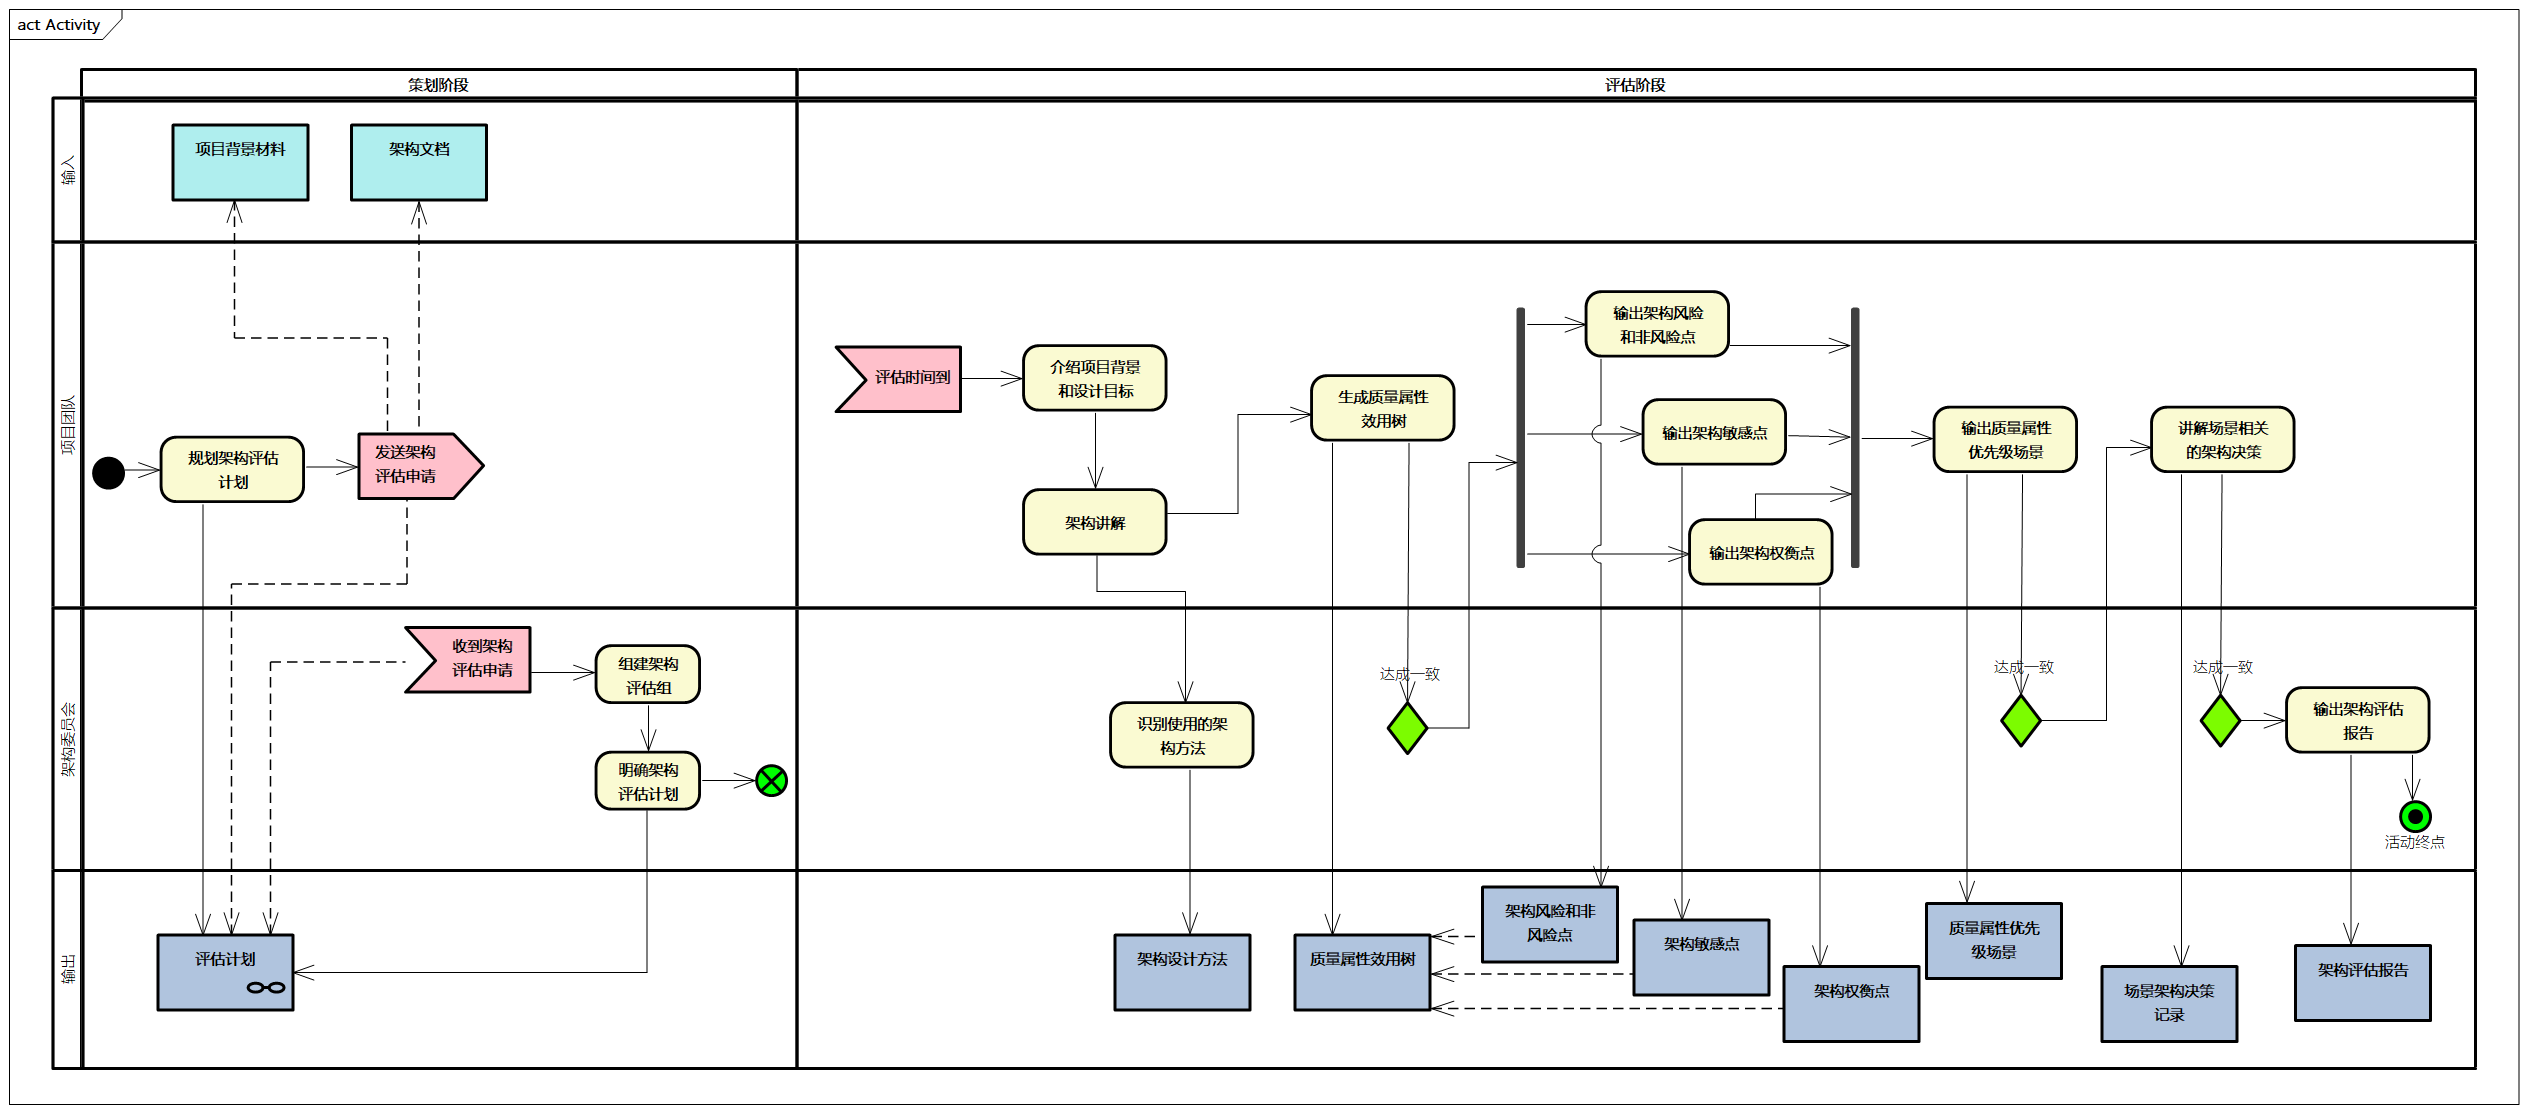 act Activity
策划阶段
评估阶段
输入
项目背景材料
架构文档
项目团队
规划架构评估
计划
发送架构
评估申请
评估时间到
介绍项目背景
和设计目标
架构讲解
生成质量属性
效用树
输出架构风险
和非风险点
输出架构敏感点
输出架构权衡点
输出质量属性
优先级场景
讲解场景相关
的架构决策
架构委员会
收到架构
评估申请
组建架构
评估组
明确架构
评估计划
识别使用的架
构方法
达成一致
达成一致
达成一致
输出架构评估
报告
活动终点
输出
评估计划
架构设计方法
质量属性效用树
架构风险和非
风险点
架构敏感点
架构权衡点
质量属性优先
级场景
场景架构决策
记录
架构评估报告